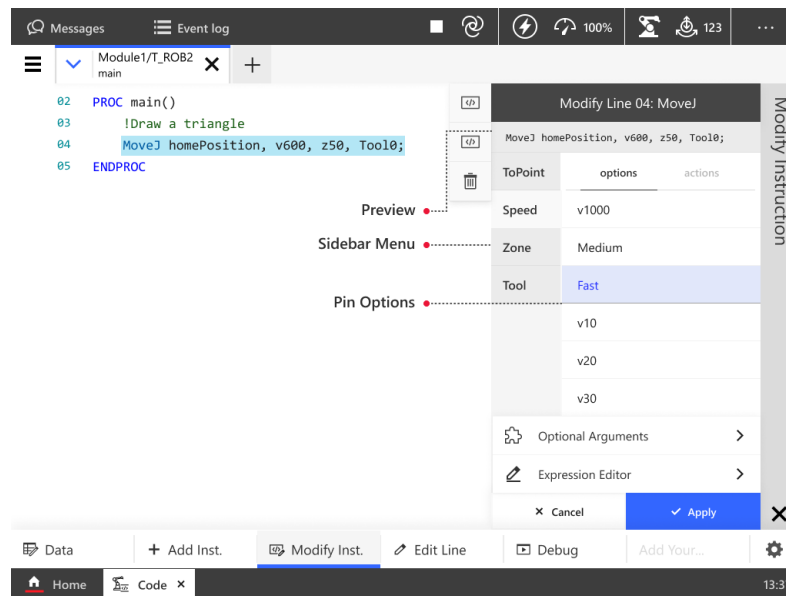 Messages Event log 100% 123 ...
Module1/T_ROB2
main
02 PROC main()
03 !Draw a triangle
04 MoveJ homePosition, v600, z50, Tool0;
05 ENDPROC
Preview
Sidebar Menu
Pin Options
Modify Line 04: MoveJ
MoveJ homePosition, v600, z50, Tool0;
ToPoint options actions
Speed v1000
Zone Medium
Tool Fast
v10
v20
v30
Optional Arguments
Expression Editor
Cancel Apply
Modify Instruction
Data Add Inst. Modify Inst. Edit Line Debug Add Your...
Home Code 13:3